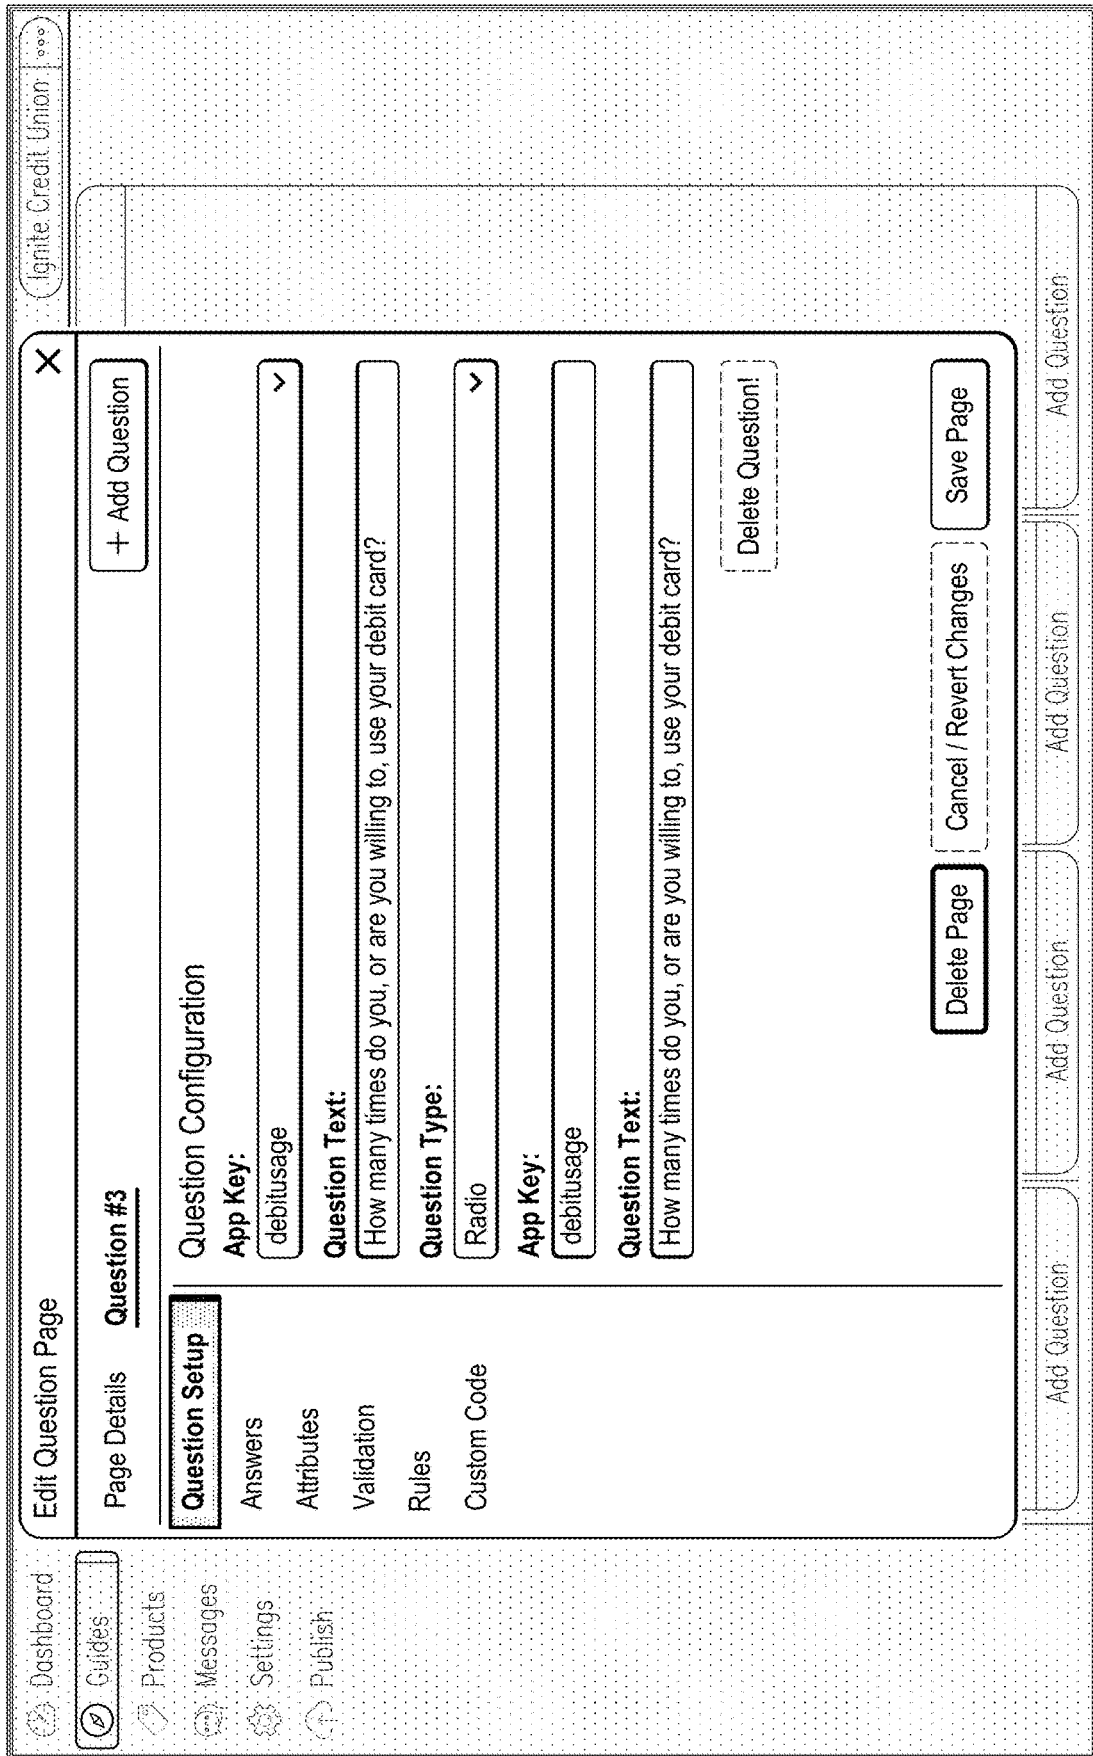 Dashboard
Guides
Products
Messages
Settings
Publish
Ignite Credit Union
Edit Question Page
Page Details
Question #3
+ Add Question
Question Setup
Answers
Attributes
Validation
Rules
Custom Code
Question Configuration
App Key:
debitusage
Question Text:
How many times do you, or are you willing to, use your debit card?
Question Type:
Radio
App Key:
debitusage
Question Text:
How many times do you, or are you willing to, use your debit card?
Delete Question!
Delete Page
Cancel / Revert Changes
Save Page
Add Question
Add Question
Add Question
Add Question